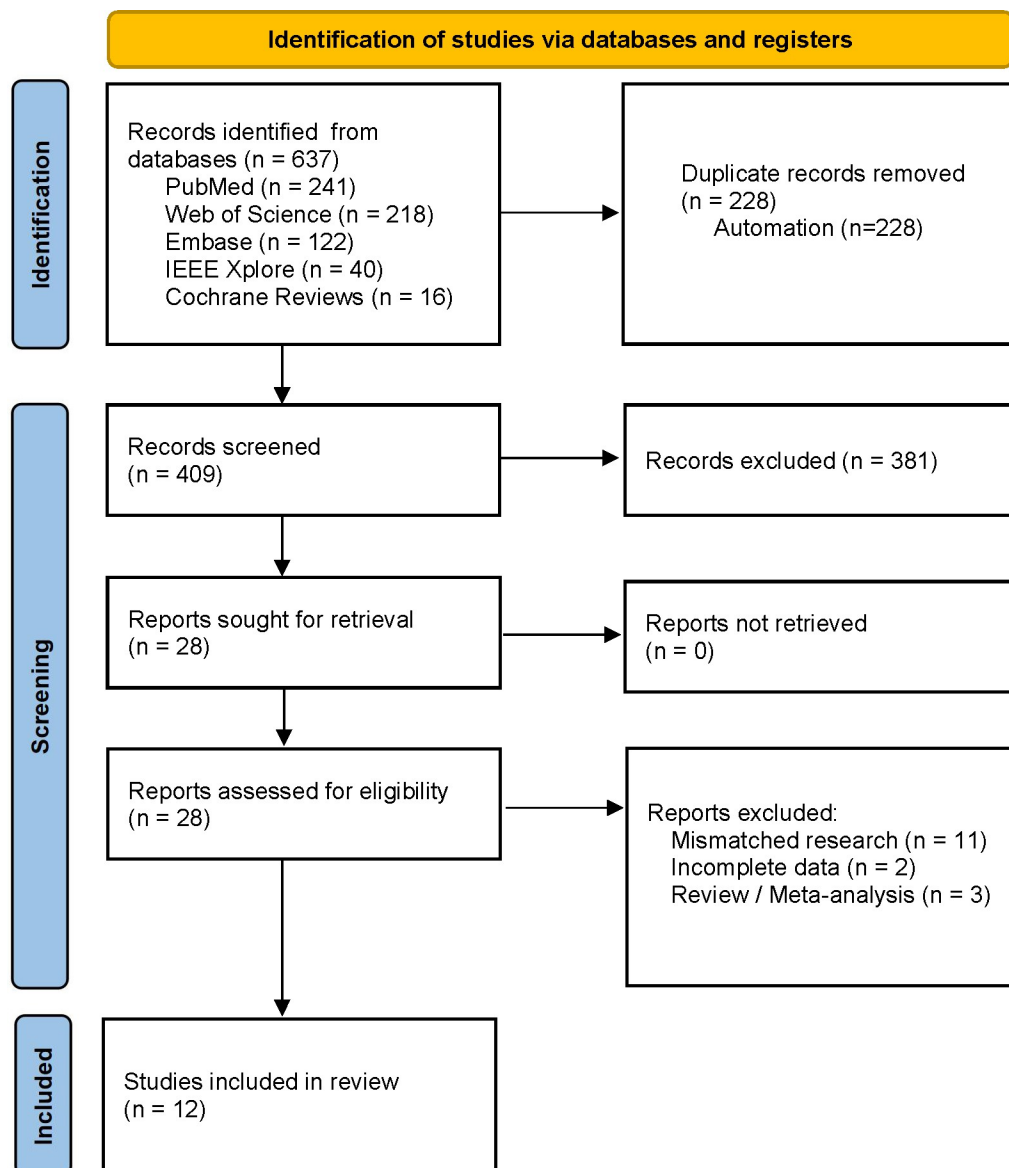 Identification of studies via databases and registers
Identification
Records identified  from
databases (n = 637)
PubMed (n = 241)
Web of Science (n = 218)
Embase (n = 122)
IEEE Xplore (n = 40)
Cochrane Reviews (n = 16)
Duplicate records removed
(n = 228)
Automation (n=228)
Screening
Records screened
(n = 409)
Records excluded (n = 381)
Reports sought for retrieval
(n = 28)
Reports not retrieved
(n = 0)
Reports assessed for eligibility
(n = 28)
Reports excluded:
Mismatched research (n = 11)
Incomplete data (n = 2)
Review / Meta-analysis (n = 3)
Included
Studies included in review
(n = 12)